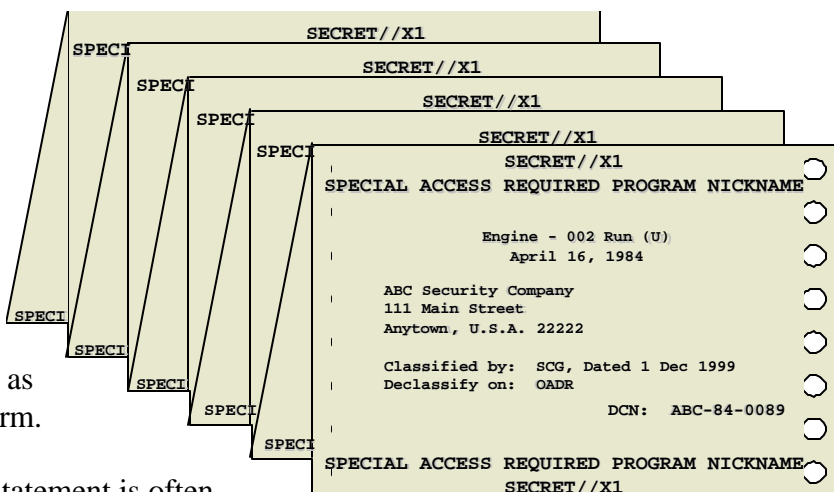 SECRET//X1
SPECI
SECRET//X1
SPECI
SECRET//X1
SPECI
SECRET//X1
SPECI
SECRET//X1
SPECIAL ACCESS REQUIRED PROGRAM NICKNAME
Engine - 002 Run (U)
April 16, 1984
ABC Security Company
111 Main Street
Anytown, U.S.A. 22222
Classified by: SCG, Dated 1 Dec 1999
Declassify on: OADR
DCN: ABC-84-0089
SPECIAL ACCESS REQUIRED PROGRAM NICKNAME
SECRET//X1
SPECI
SPECI
SPECI
SPECI
SPECI
as
rm.
tatement is often